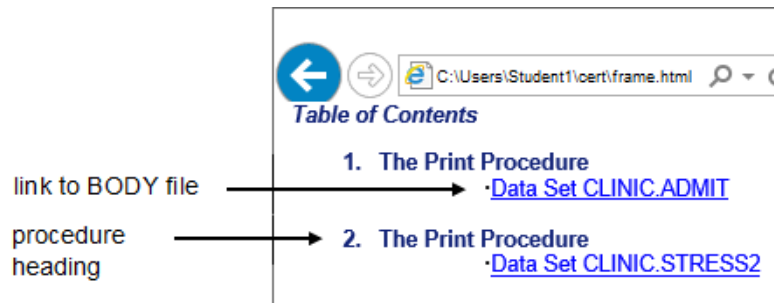 C:\Users\Student1\cert\frame.html
Table of Contents
1. The Print Procedure
link to BODY file
·Data Set CLINIC.ADMIT
procedure
heading
2. The Print Procedure
·Data Set CLINIC.STRESS2